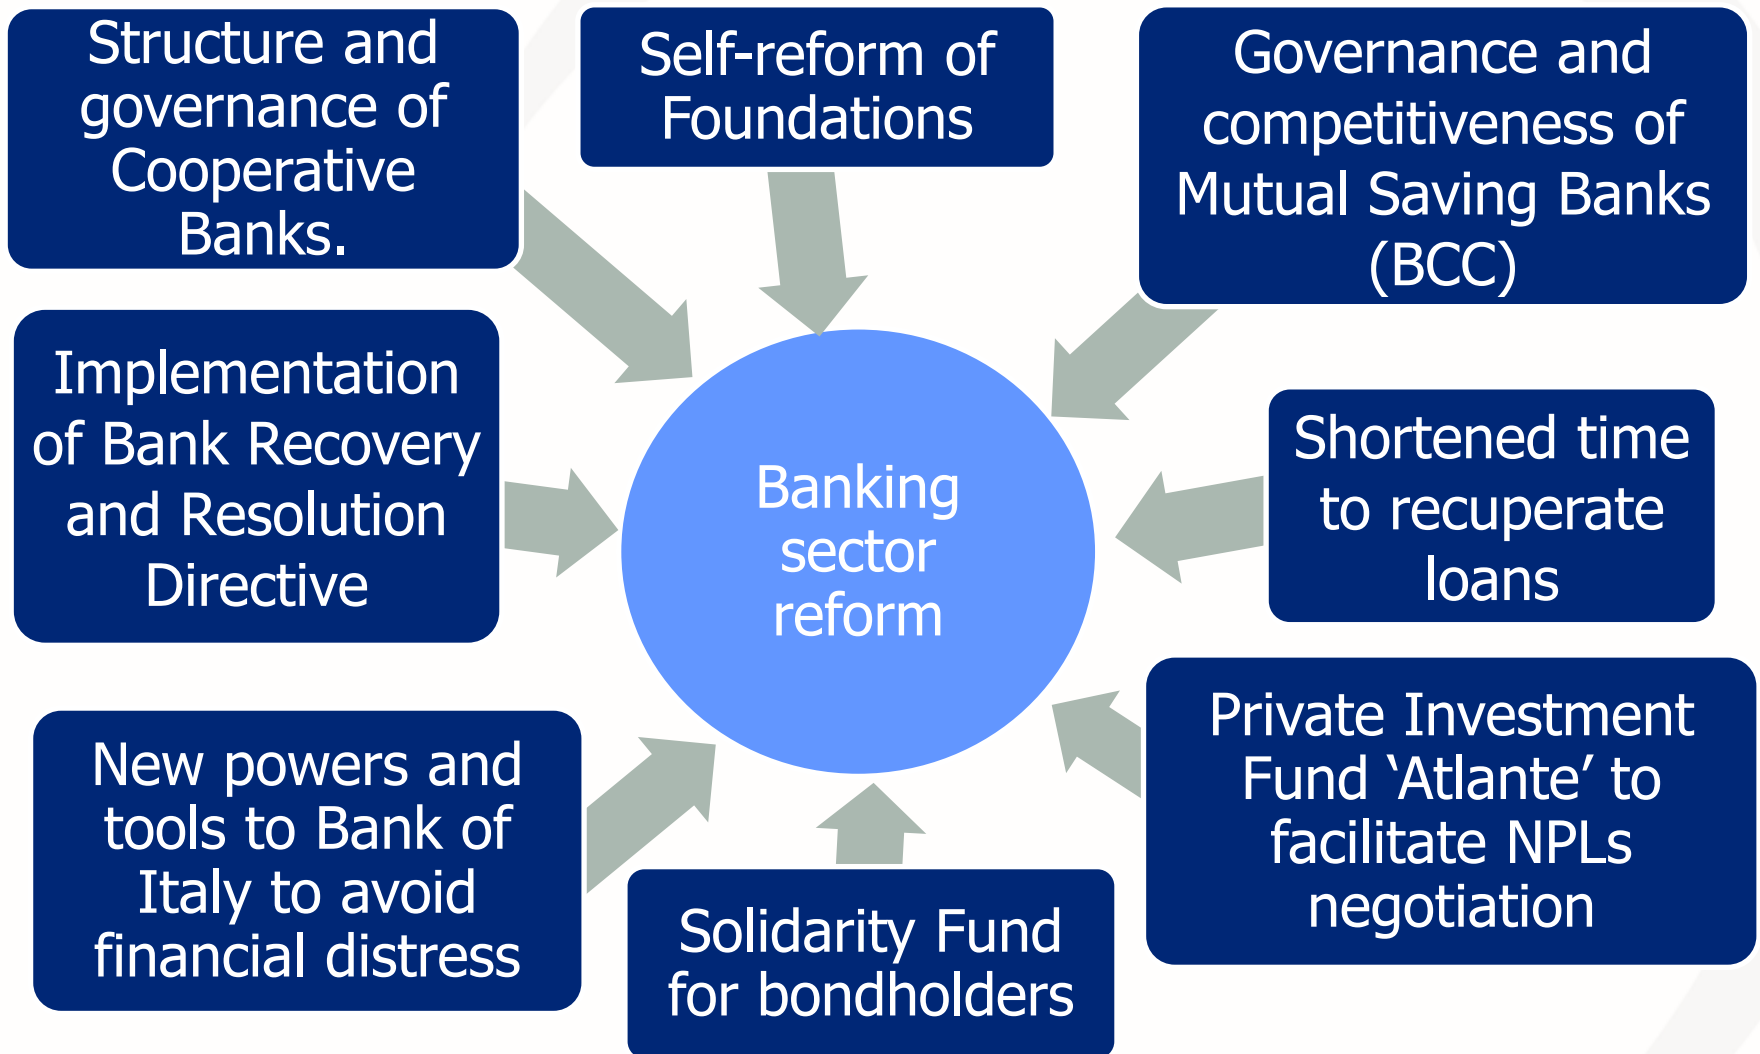 Structure and
governance of
Cooperative
Banks.
Self-reform of
Foundations
Governance and
competitiveness of
Mutual Saving Banks
(BCC)
Implementation
of Bank Recovery
and Resolution
Directive
Banking
sector
reform
Shortened time
to recuperate
loans
New powers and
tools to Bank of
Italy to avoid
financial distress
Solidarity Fund
for bondholders
Private Investment
Fund ‘Atlante’ to
facilitate NPLs
negotiation